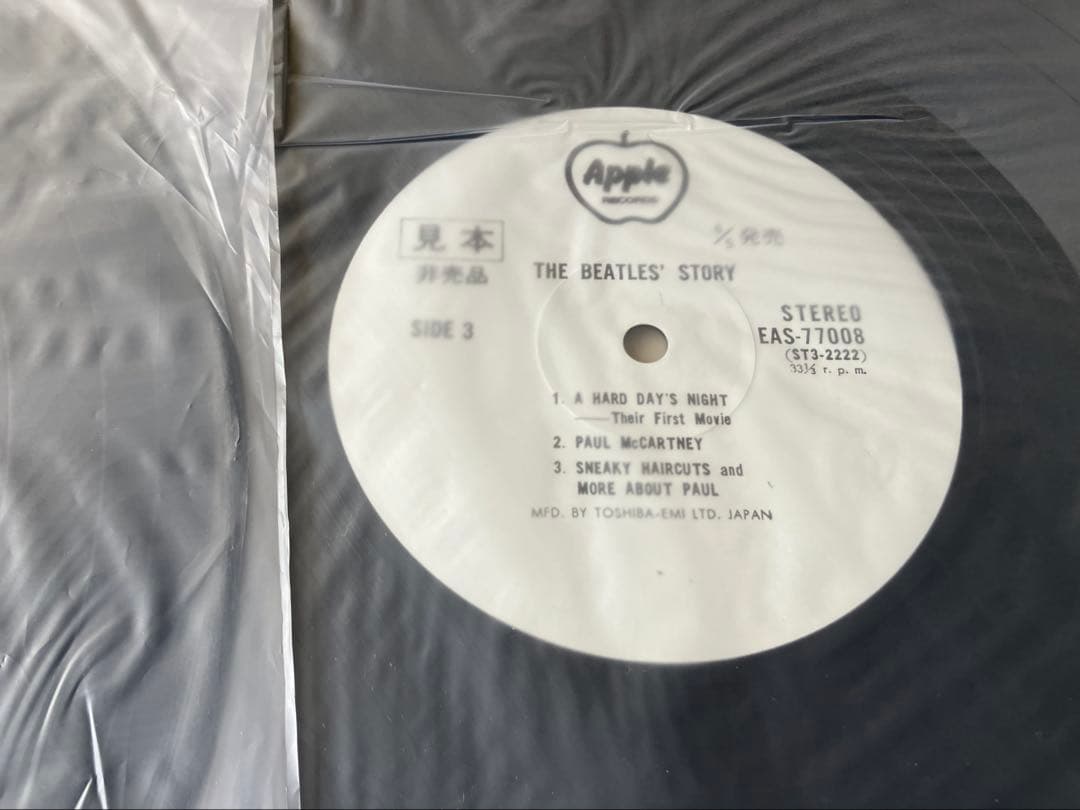 Apple
RECORDS
見本
非売品
5/5 発売
THE BEATLES' STORY
SIDE 3
STEREO
EAS-77008
(ST3-2222)
33⅓ r. p. m.
1. A HARD DAY'S NIGHT
——Their First Movie
2. PAUL McCARTNEY
3. SNEAKY HAIRCUTS and
MORE ABOUT PAUL
MFD. BY TOSHIBA-EMI LTD. JAPAN